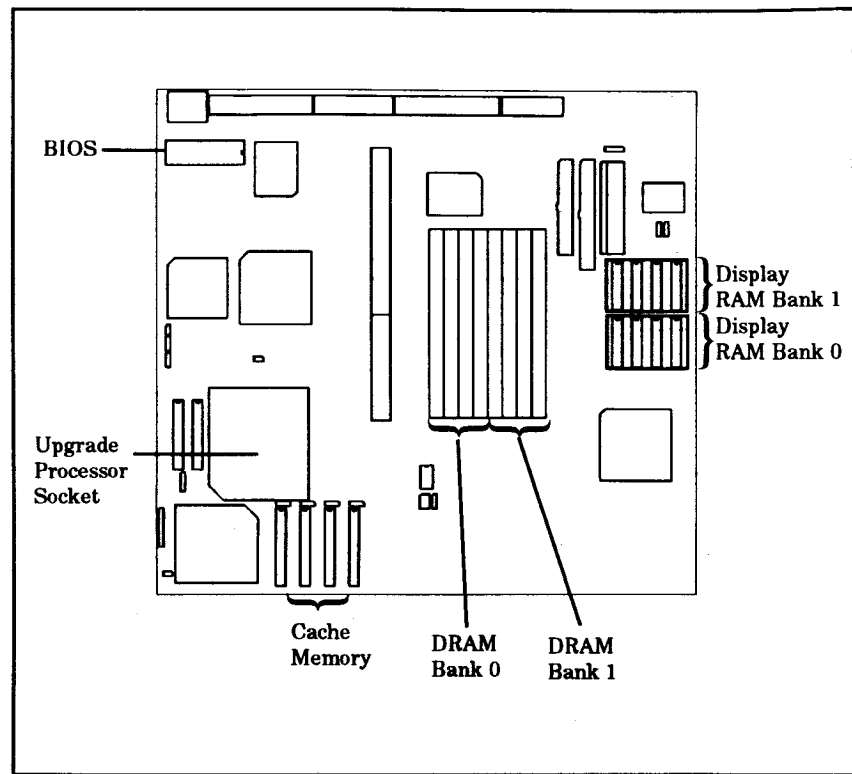 BIOS
Display
RAM Bank 1
Display
RAM Bank 0
Upgrade
Processor
Socket
Cache
Memory
DRAM
Bank 0
DRAM
Bank 1